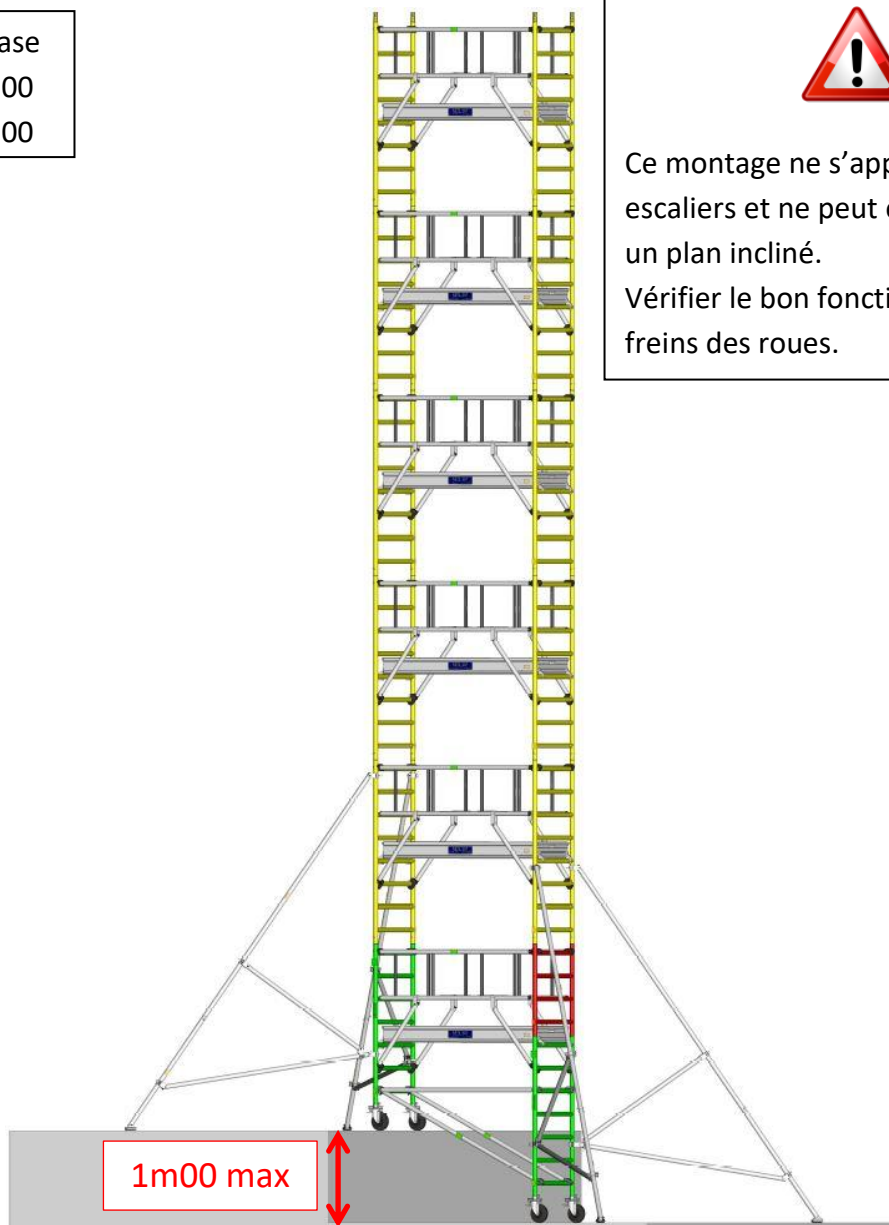 ase
00
00
Ce montage ne s'app
escaliers et ne peut
un plan incliné.
Vérifier le bon foncti
freins des roues.
1m00 max